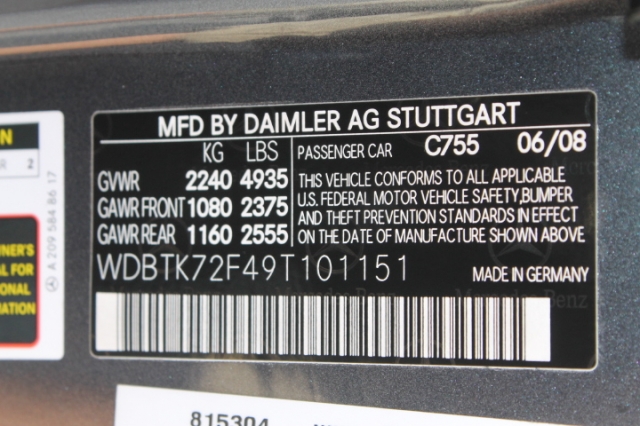 MFD BY DAIMLER AG STUTTGART
KG LBS
GVWR 2240 4935
GAWR FRONT 1080 2375
GAWR REAR 1160 2555
PASSENGER CAR C755 06/08
THIS VEHICLE CONFORMS TO ALL APPLICABLE
U.S. FEDERAL MOTOR VEHICLE SAFETY,BUMPER
AND THEFT PREVENTION STANDARDS IN EFFECT
ON THE DATE OF MANUFACTURE SHOWN ABOVE
WDBTK72F49T101151
MADE IN GERMANY
A 209 584 86 17
2
815304